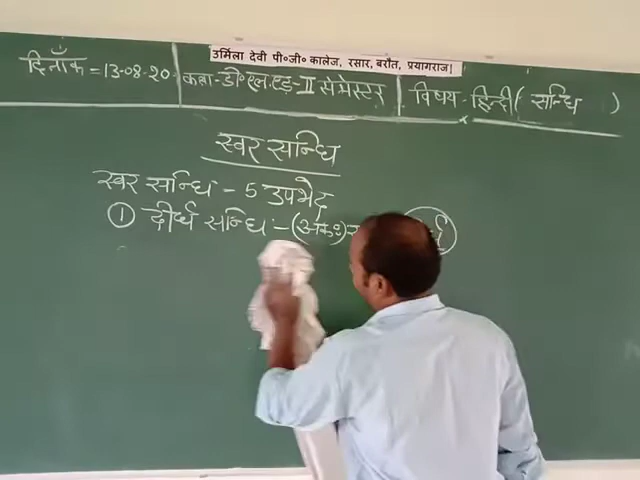 उर्मिला देवी पी०जी० कालेज, रसार, बरौत, प्रयागराज।
दिनाँक = 13-08-20 कक्षा-डी०एल०एड०-II सेमेस्टर विषय-हिन्दी( सन्धि )
स्वर सन्धि
स्वर सन्धि - 5 उपभेद
① दीर्घ सन्धि :-